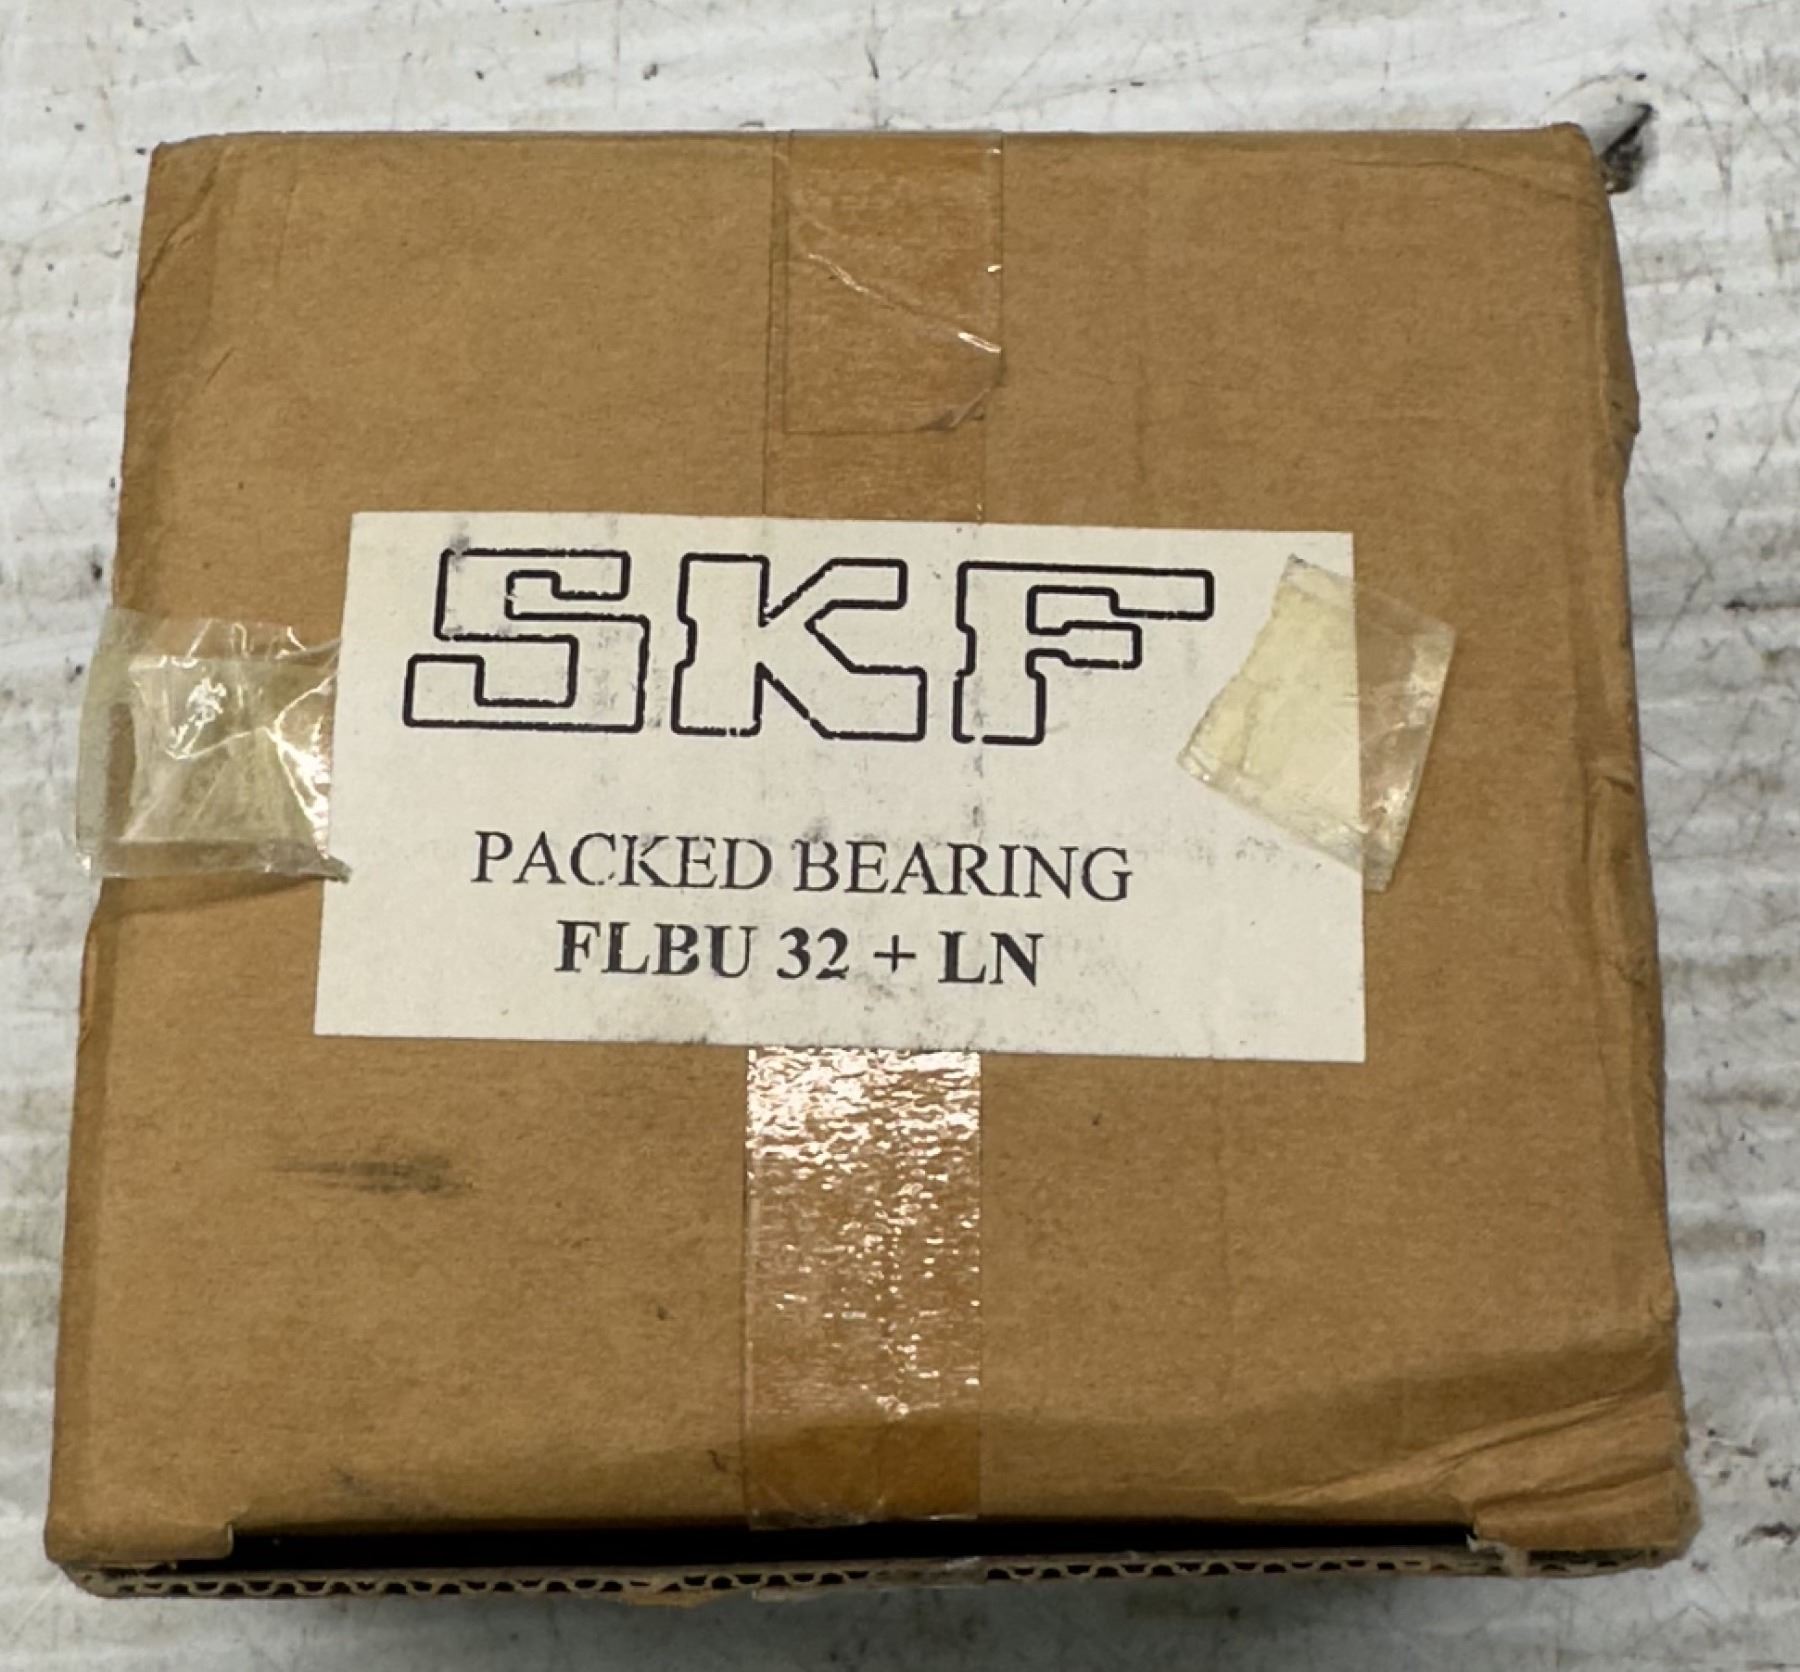 SKF
PACKED BEARING
FLBU 32 + LN